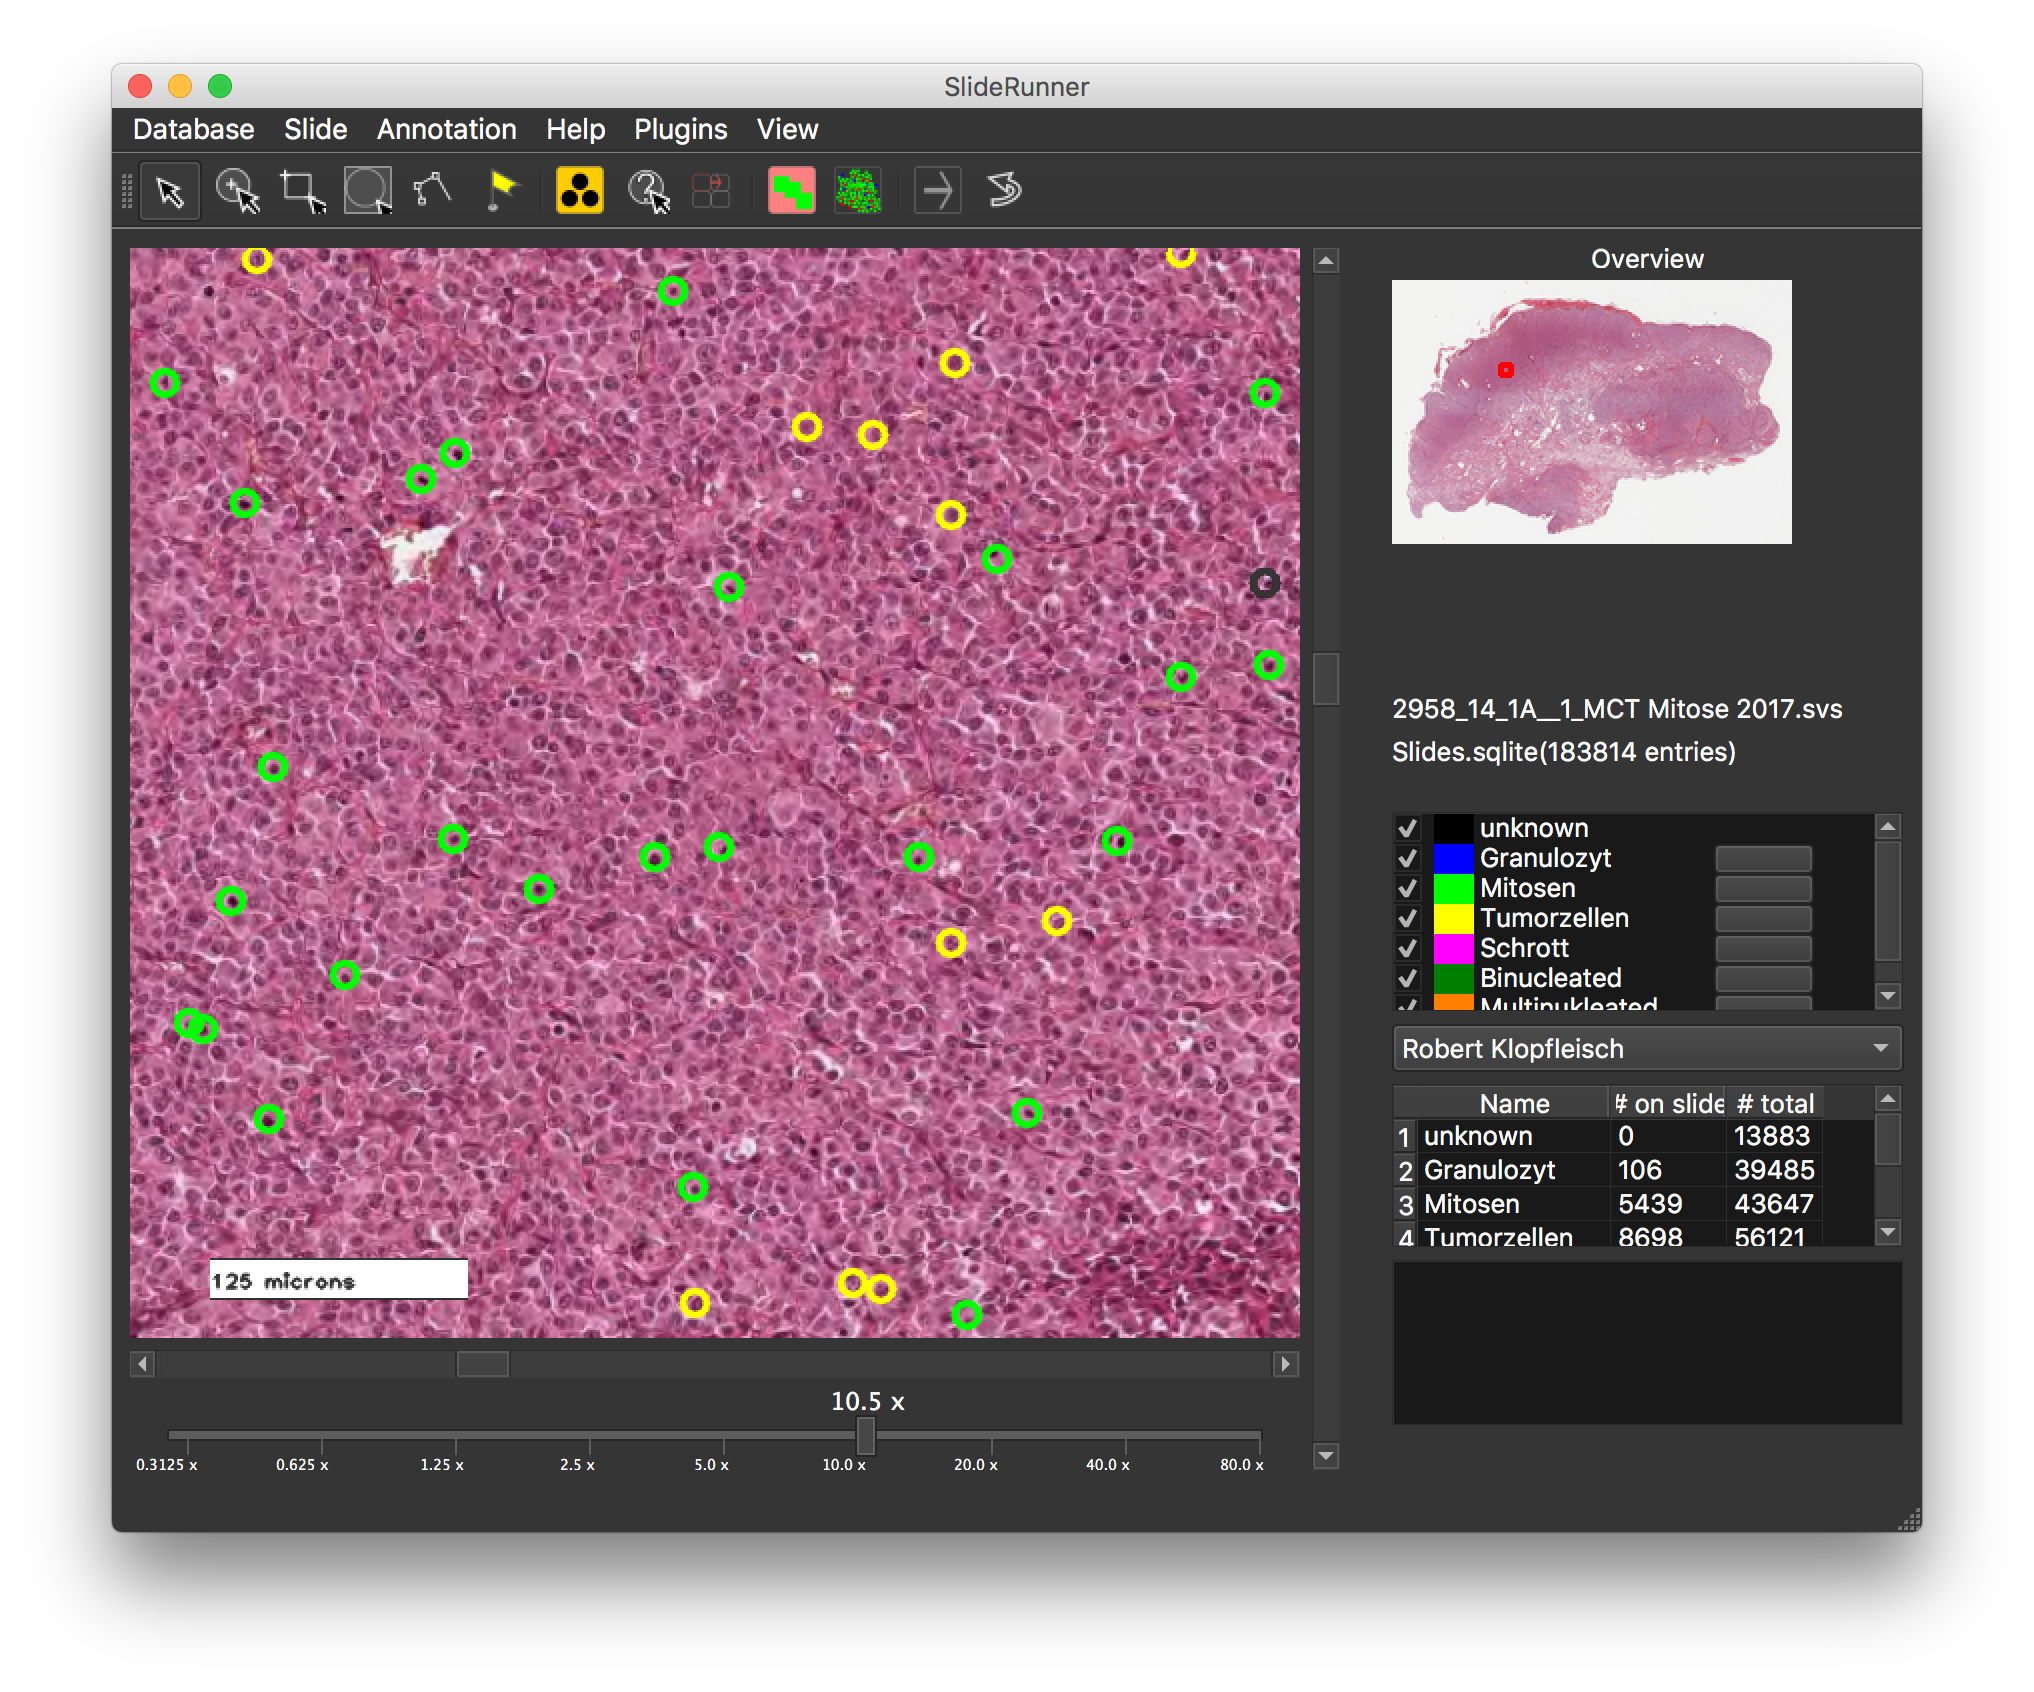 SlideRunner
Database Slide Annotation Help Plugins View
Overview
2958_14_1A__1_MCT Mitose 2017.svs
Slides.sqlite(183814 entries)
unknown
Granulozyt
Mitosen
Tumorzellen
Schrott
Binucleated
Multinukleated
Robert Klopfleisch
Name # on slide # total
1 unknown 0 13883
2 Granulozyt 106 39485
3 Mitosen 5439 43647
4 Tumorzellen 8698 56121
125 microns
10.5 x
0.3125 x 0.625 x 1.25 x 2.5 x 5.0 x 10.0 x 20.0 x 40.0 x 80.0 x